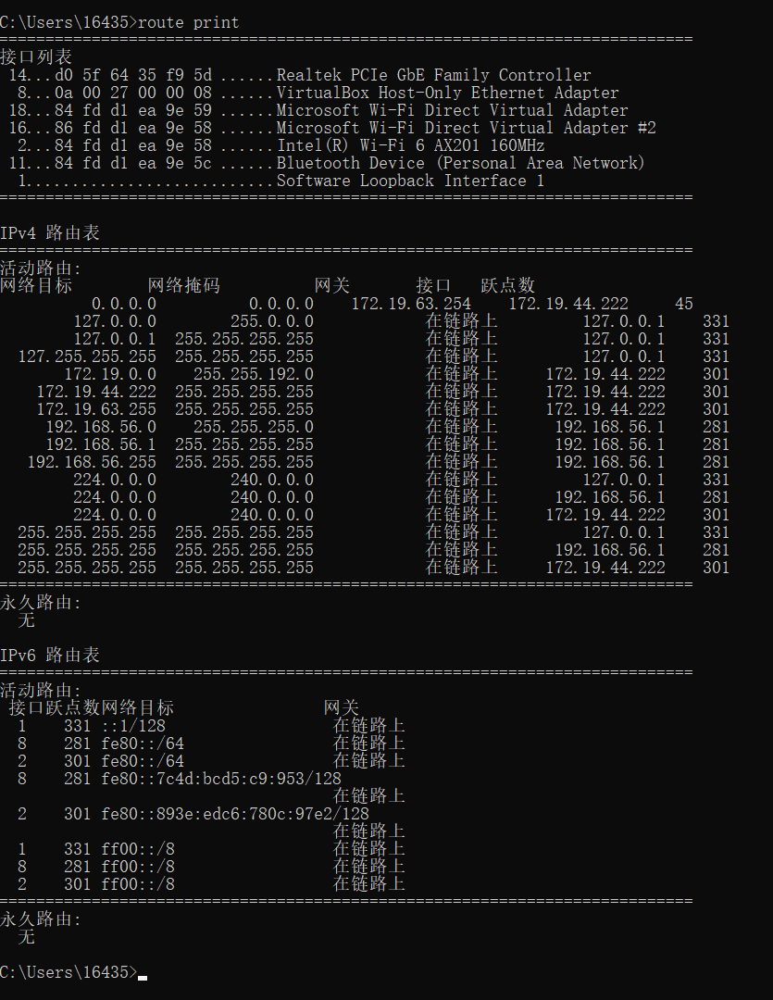 C:\Users\16435>route print
===========================================================================
接口列表
 14...d0 5f 64 35 f9 5d ......Realtek PCIe GbE Family Controller
  8...0a 00 27 00 00 08 ......VirtualBox Host-Only Ethernet Adapter
 18...84 fd d1 ea 9e 59 ......Microsoft Wi-Fi Direct Virtual Adapter
 16...86 fd d1 ea 9e 58 ......Microsoft Wi-Fi Direct Virtual Adapter #2
  2...84 fd d1 ea 9e 58 ......Intel(R) Wi-Fi 6 AX201 160MHz
 11...84 fd d1 ea 9e 5c ......Bluetooth Device (Personal Area Network)
  1...........................Software Loopback Interface 1
===========================================================================
IPv4 路由表
===========================================================================
活动路由:
网络目标        网络掩码          网关       接口   跃点数
          0.0.0.0          0.0.0.0    172.19.63.254    172.19.44.222     45
        127.0.0.0        255.0.0.0            在链路上         127.0.0.1    331
        127.0.0.1  255.255.255.255            在链路上         127.0.0.1    331
  127.255.255.255  255.255.255.255            在链路上         127.0.0.1    331
       172.19.0.0    255.255.192.0            在链路上     172.19.44.222    301
    172.19.44.222  255.255.255.255            在链路上     172.19.44.222    301
    172.19.63.255  255.255.255.255            在链路上     172.19.44.222    301
     192.168.56.0    255.255.255.0            在链路上      192.168.56.1    281
     192.168.56.1  255.255.255.255            在链路上      192.168.56.1    281
   192.168.56.255  255.255.255.255            在链路上      192.168.56.1    281
        224.0.0.0        240.0.0.0            在链路上         127.0.0.1    331
        224.0.0.0        240.0.0.0            在链路上      192.168.56.1    281
        224.0.0.0        240.0.0.0            在链路上     172.19.44.222    301
  255.255.255.255  255.255.255.255            在链路上         127.0.0.1    331
  255.255.255.255  255.255.255.255            在链路上      192.168.56.1    281
  255.255.255.255  255.255.255.255            在链路上     172.19.44.222    301
===========================================================================
永久路由:
  无
IPv6 路由表
===========================================================================
活动路由:
 接口跃点数网络目标                网关
  1    331 ::1/128                  在链路上
  8    281 fe80::/64                在链路上
  2    301 fe80::/64                在链路上
  8    281 fe80::7c4d:bcd5:c9:953/128
                                    在链路上
  2    301 fe80::893e:edc6:780c:97e2/128
                                    在链路上
  1    331 ff00::/8                 在链路上
  8    281 ff00::/8                 在链路上
  2    301 ff00::/8                 在链路上
===========================================================================
永久路由:
  无
C:\Users\16435>